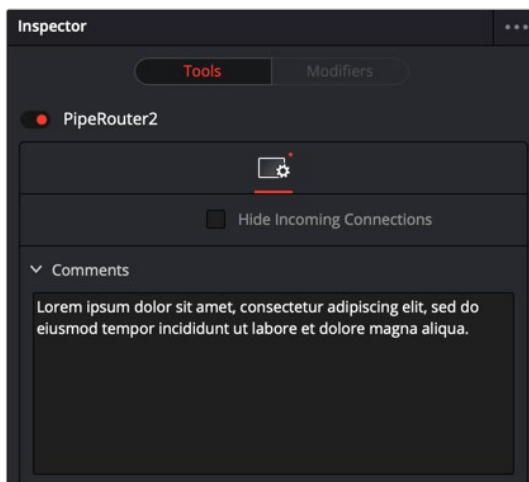 Inspector
Tools
Modifiers
PipeRouter2
Hide Incoming Connections
Comments
Lorem ipsum dolor sit amet, consectetur adipiscing elit, sed do
eiusmod tempor incididunt ut labore et dolore magna aliqua.